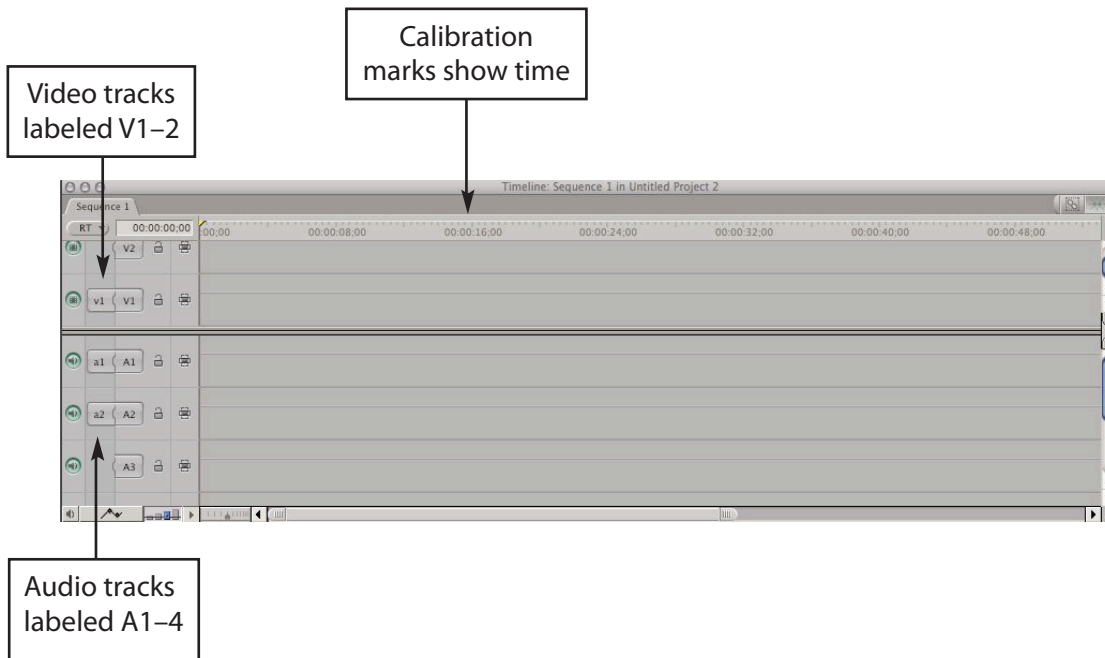 Calibration
marks show time
Video tracks
labeled V1–2
Timeline: Sequence 1 in Untitled Project 2
Sequence 1
RT 00:00:00;00 00;00 00:00:08;00 00:00:16;00 00:00:24;00 00:00:32;00 00:00:40;00 00:00:48;00
V2
v1 V1
a1 A1
a2 A2
A3
Audio tracks
labeled A1–4